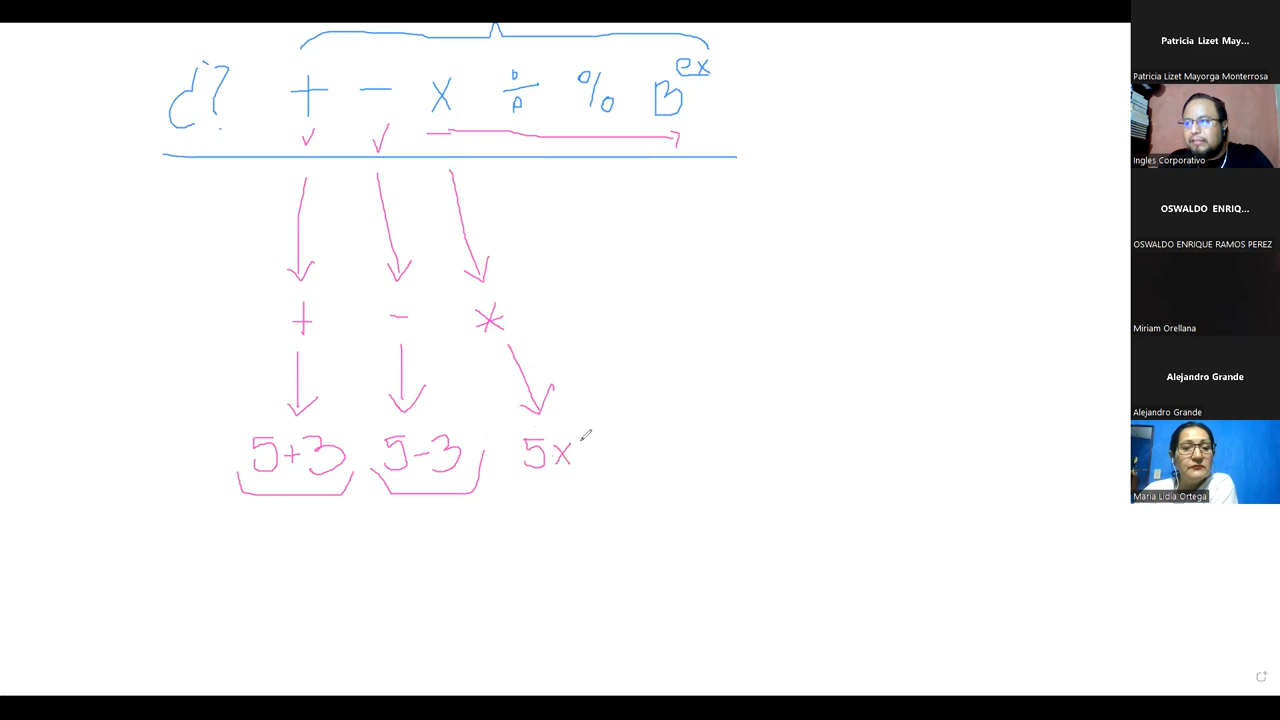 ¿? + - x ÷ % B^ex
+ - *
5+3 5-3 5x
Patricia Lizet May...
Patricia Lizet Mayorga Monterrosa
Ingles Corporativo
OSWALDO ENRIQ...
OSWALDO ENRIQUE RAMOS PEREZ
Miriam Orellana
Alejandro Grande
Alejandro Grande
Maria Lidia Ortega